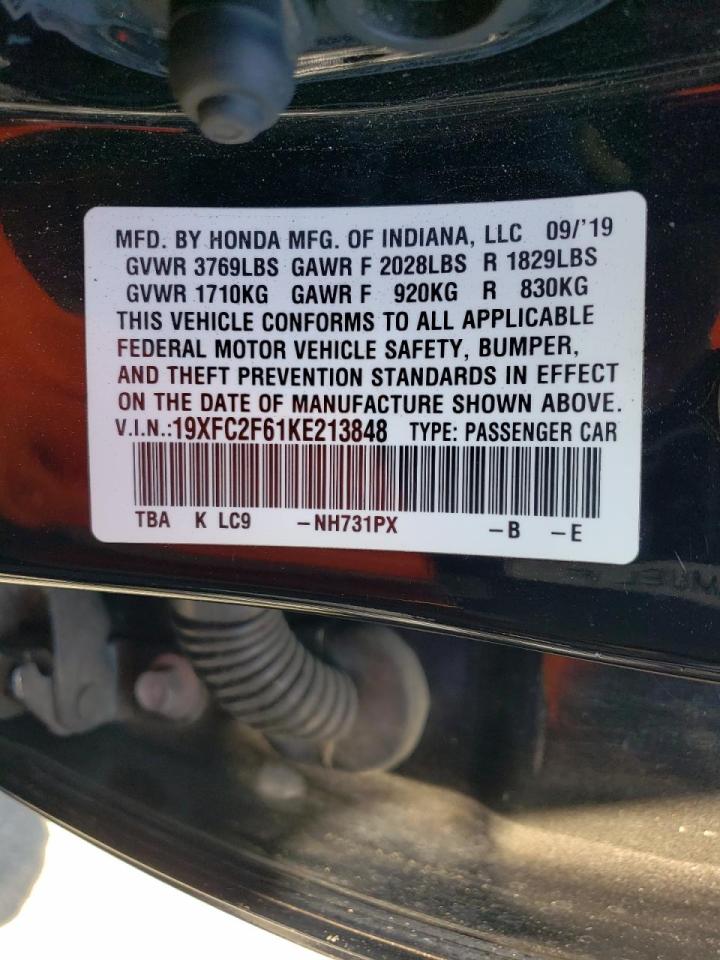 MFD. BY HONDA MFG. OF INDIANA, LLC 09/'19
GVWR 3769LBS GAWR F 2028LBS R 1829LBS
GVWR 1710KG GAWR F 920KG R 830KG
THIS VEHICLE CONFORMS TO ALL APPLICABLE
FEDERAL MOTOR VEHICLE SAFETY, BUMPER,
AND THEFT PREVENTION STANDARDS IN EFFECT
ON THE DATE OF MANUFACTURE SHOWN ABOVE.
V.I.N.:19XFC2F61KE213848 TYPE: PASSENGER CAR
TBA K LC9 –NH731PX –B –E